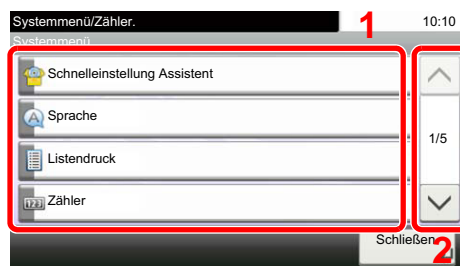 Systemmenü/Zähler.
1
10:10
Systemmenü
Schnelleinstellung Assistent
Sprache
1/5
Listendruck
Zähler
Schließen
2